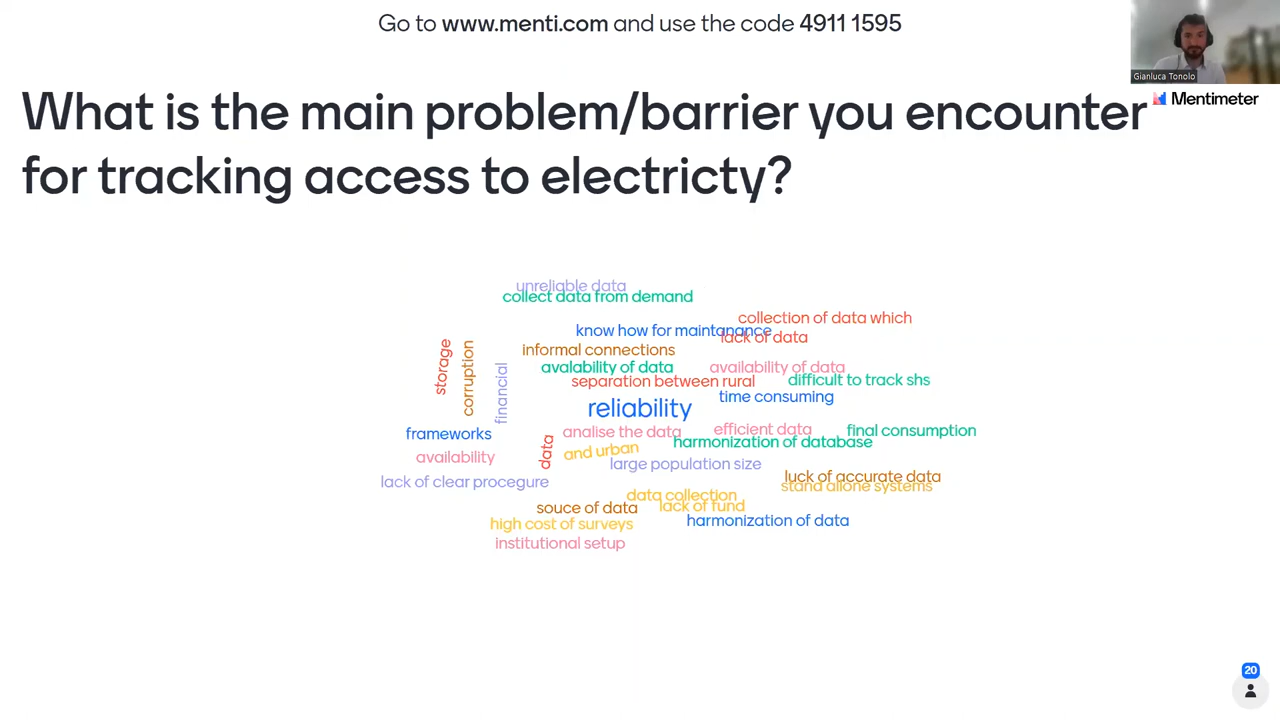 Go to www.menti.com and use the code 4911 1595
Gianluca Tonolo
Mentimeter
What is the main problem/barrier you encounter
for tracking access to electricty?
unreliable data
collect data from demand
collection of data which
know how for maintanance
lack of data
informal connections
storage
corruption
financial
avalability of data
availability of data
separation between rural
difficult to track shs
time consuming
reliability
frameworks
analise the data
efficient data
final consumption
harmonization of database
data
and urban
availability
large population size
lack of clear procegure
luck of accurate data
stand allone systems
data collection
souce of data
lack of fund
high cost of surveys
harmonization of data
institutional setup
20